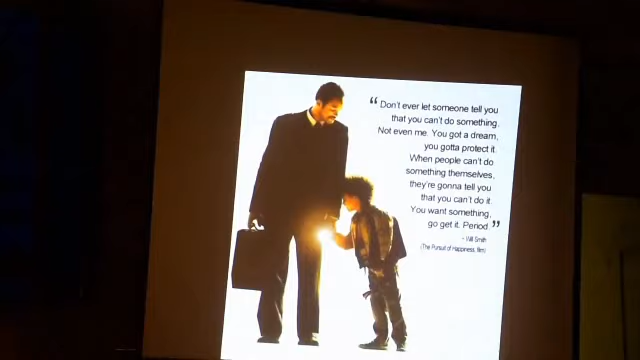 “ Don't ever let someone tell you
that you can't do something.
Not even me. You got a dream,
you gotta protect it.
When people can't do
something themselves,
they're gonna tell you
that you can't do it.
You want something,
go get it. Period. ”
~ Will Smith
(The Pursuit of Happiness, film)